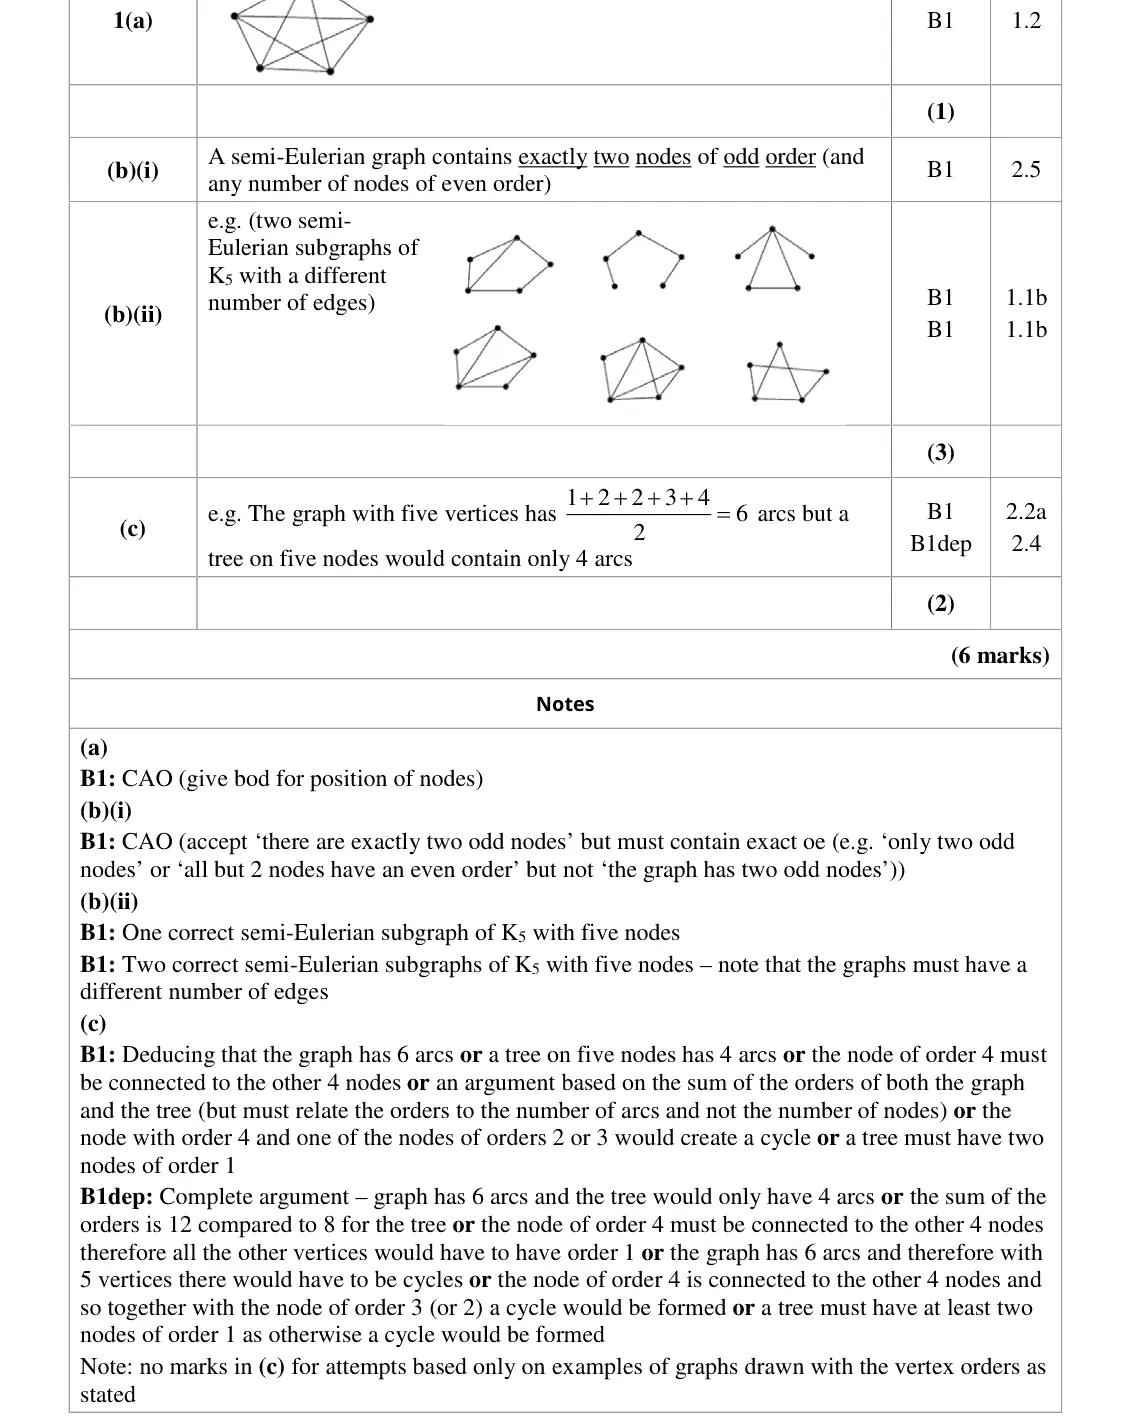 1(a) B1 1.2
(1)
(b)(i) A semi-Eulerian graph contains exactly two nodes of odd order (and
any number of nodes of even order) B1 2.5
(b)(ii) e.g. (two semi-
Eulerian subgraphs of
K₅ with a different
number of edges)
B1 1.1b
B1 1.1b
(3)
(c) e.g. The graph with five vertices has (1+2+2+3+4)/2 = 6 arcs but a
tree on five nodes would contain only 4 arcs
B1 2.2a
B1dep 2.4
(2)
(6 marks)
Notes
(a)
B1: CAO (give bod for position of nodes)
(b)(i)
B1: CAO (accept ‘there are exactly two odd nodes’ but must contain exact oe (e.g. ‘only two odd
nodes’ or ‘all but 2 nodes have an even order’ but not ‘the graph has two odd nodes’))
(b)(ii)
B1: One correct semi-Eulerian subgraph of K₅ with five nodes
B1: Two correct semi-Eulerian subgraphs of K₅ with five nodes – note that the graphs must have a
different number of edges
(c)
B1: Deducing that the graph has 6 arcs or a tree on five nodes has 4 arcs or the node of order 4 must
be connected to the other 4 nodes or an argument based on the sum of the orders of both the graph
and the tree (but must relate the orders to the number of arcs and not the number of nodes) or the
node with order 4 and one of the nodes of orders 2 or 3 would create a cycle or a tree must have two
nodes of order 1
B1dep: Complete argument – graph has 6 arcs and the tree would only have 4 arcs or the sum of the
orders is 12 compared to 8 for the tree or the node of order 4 must be connected to the other 4 nodes
therefore all the other vertices would have to have order 1 or the graph has 6 arcs and therefore with
5 vertices there would have to be cycles or the node of order 4 is connected to the other 4 nodes and
so together with the node of order 3 (or 2) a cycle would be formed or a tree must have at least two
nodes of order 1 as otherwise a cycle would be formed
Note: no marks in (c) for attempts based only on examples of graphs drawn with the vertex orders as
stated